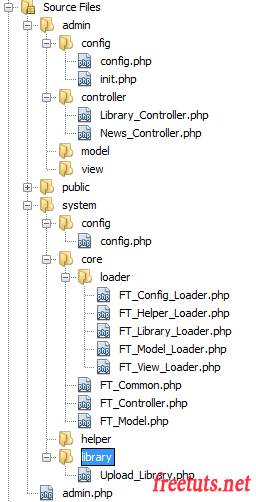 Source Files
admin
config
config.php
init.php
controller
Library_Controller.php
News_Controller.php
model
view
public
system
config
config.php
core
loader
FT_Config_Loader.php
FT_Helper_Loader.php
FT_Library_Loader.php
FT_Model_Loader.php
FT_View_Loader.php
FT_Common.php
FT_Controller.php
FT_Model.php
helper
library
Upload_Library.php
admin.php
freetuts.net